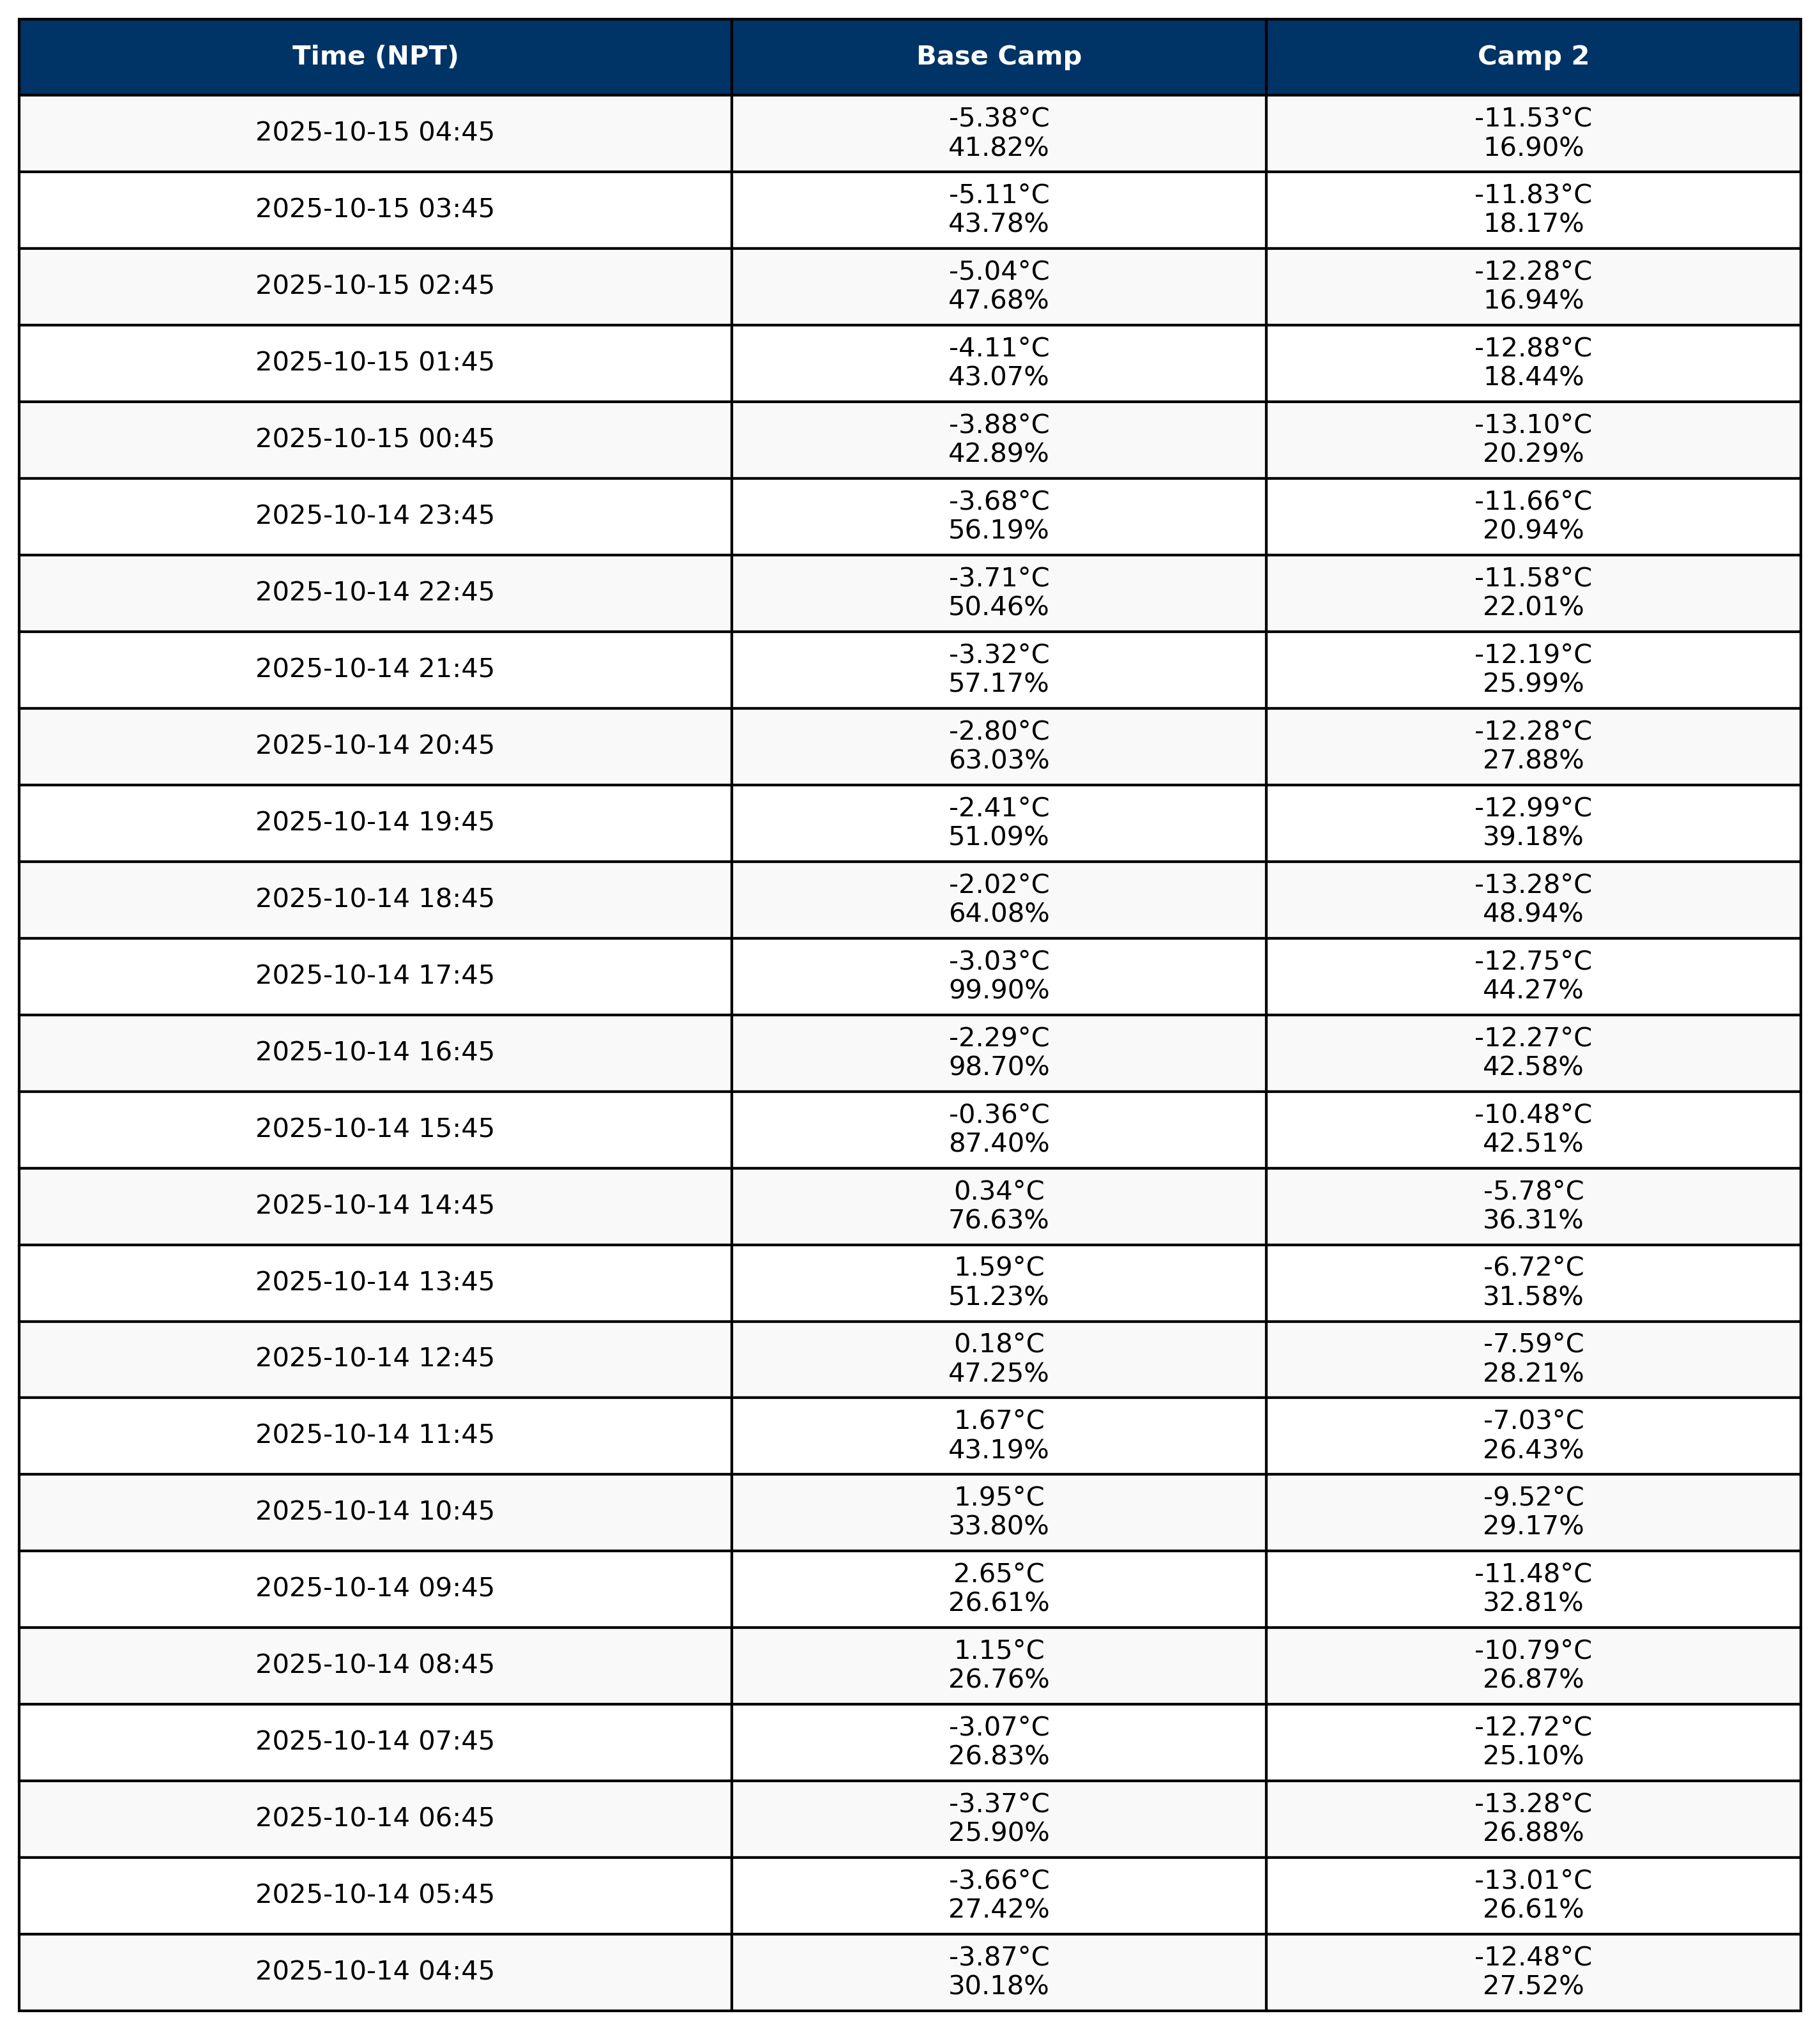 Time (NPT) Base Camp Camp 2
2025-10-15 04:45 -5.38°C -11.53°C
41.82% 16.90%
2025-10-15 03:45 -5.11°C -11.83°C
43.78% 18.17%
2025-10-15 02:45 -5.04°C -12.28°C
47.68% 16.94%
2025-10-15 01:45 -4.11°C -12.88°C
43.07% 18.44%
2025-10-15 00:45 -3.88°C -13.10°C
42.89% 20.29%
2025-10-14 23:45 -3.68°C -11.66°C
56.19% 20.94%
2025-10-14 22:45 -3.71°C -11.58°C
50.46% 22.01%
2025-10-14 21:45 -3.32°C -12.19°C
57.17% 25.99%
2025-10-14 20:45 -2.80°C -12.28°C
63.03% 27.88%
2025-10-14 19:45 -2.41°C -12.99°C
51.09% 39.18%
2025-10-14 18:45 -2.02°C -13.28°C
64.08% 48.94%
2025-10-14 17:45 -3.03°C -12.75°C
99.90% 44.27%
2025-10-14 16:45 -2.29°C -12.27°C
98.70% 42.58%
2025-10-14 15:45 -0.36°C -10.48°C
87.40% 42.51%
2025-10-14 14:45 0.34°C -5.78°C
76.63% 36.31%
2025-10-14 13:45 1.59°C -6.72°C
51.23% 31.58%
2025-10-14 12:45 0.18°C -7.59°C
47.25% 28.21%
2025-10-14 11:45 1.67°C -7.03°C
43.19% 26.43%
2025-10-14 10:45 1.95°C -9.52°C
33.80% 29.17%
2025-10-14 09:45 2.65°C -11.48°C
26.61% 32.81%
2025-10-14 08:45 1.15°C -10.79°C
26.76% 26.87%
2025-10-14 07:45 -3.07°C -12.72°C
26.83% 25.10%
2025-10-14 06:45 -3.37°C -13.28°C
25.90% 26.88%
2025-10-14 05:45 -3.66°C -13.01°C
27.42% 26.61%
2025-10-14 04:45 -3.87°C -12.48°C
30.18% 27.52%